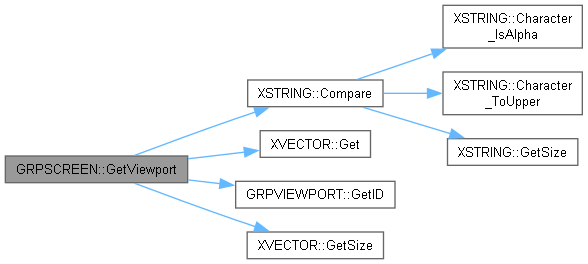 GRPSCREEN::GetViewport
XSTRING::Compare
XVECTOR::Get
GRPVIEWPORT::GetID
XVECTOR::GetSize
XSTRING::Character
_IsAlpha
XSTRING::Character
_ToUpper
XSTRING::GetSize